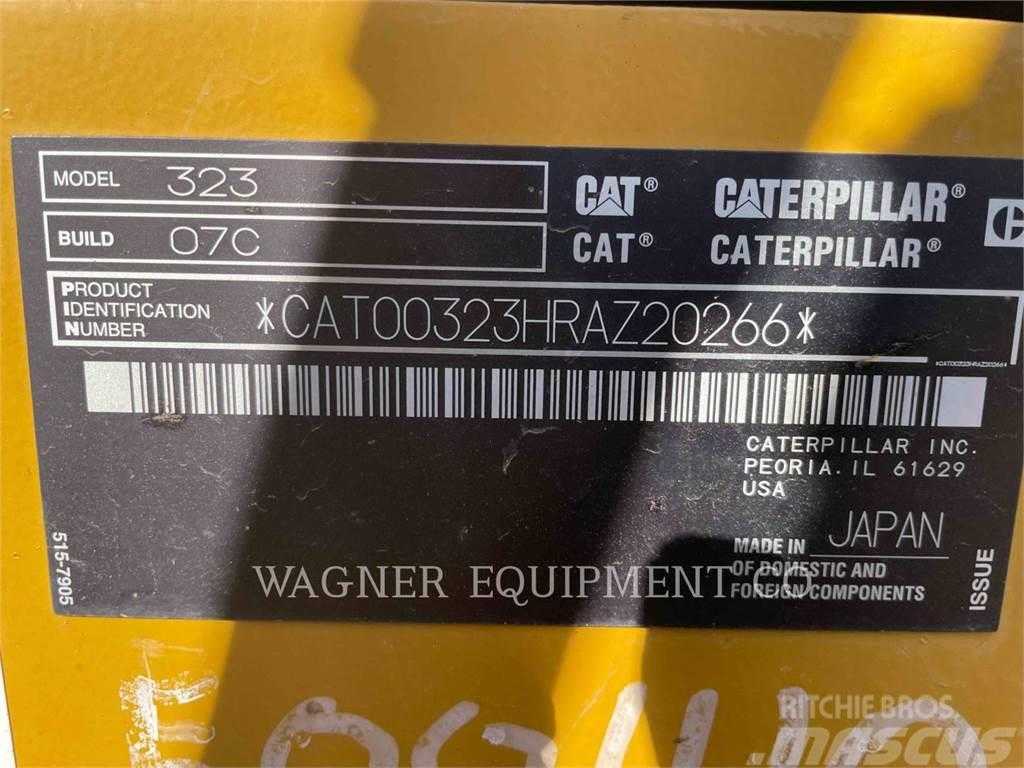 MODEL 323
BUILD 07C
CAT® CATERPILLAR®
CAT® CATERPILLAR®
PRODUCT
IDENTIFICATION
NUMBER
*CAT00323HRAZ20266*
*CAT00323HRAZ20266*
CATERPILLAR INC.
PEORIA, IL 61629
USA
MADE IN JAPAN
OF DOMESTIC AND
FOREIGN COMPONENTS
515-7905
ISSUE
WAGNER EQUIPMENT CO
RITCHIE BROS.
MASCUS